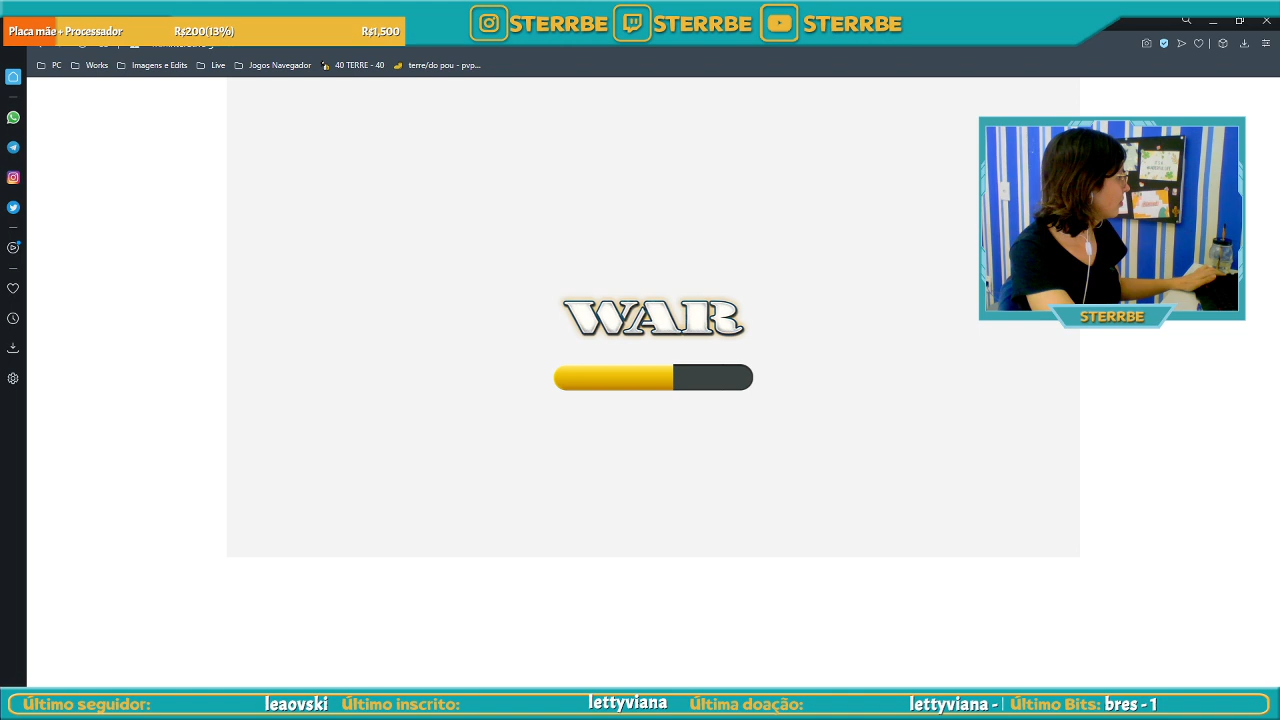 STERRBE STERRBE STERRBE
Placa mãe + Processador R$200(13%) R$1,500
PC Works Imagens e Edits Live Jogos Navegador 40 TERRE - 40 terre/do pou - pvp...
WAR
STERRBE
Último seguidor: leaovski Último inscrito: lettyviana Última doação: lettyviana - | Último Bits: bres - 1